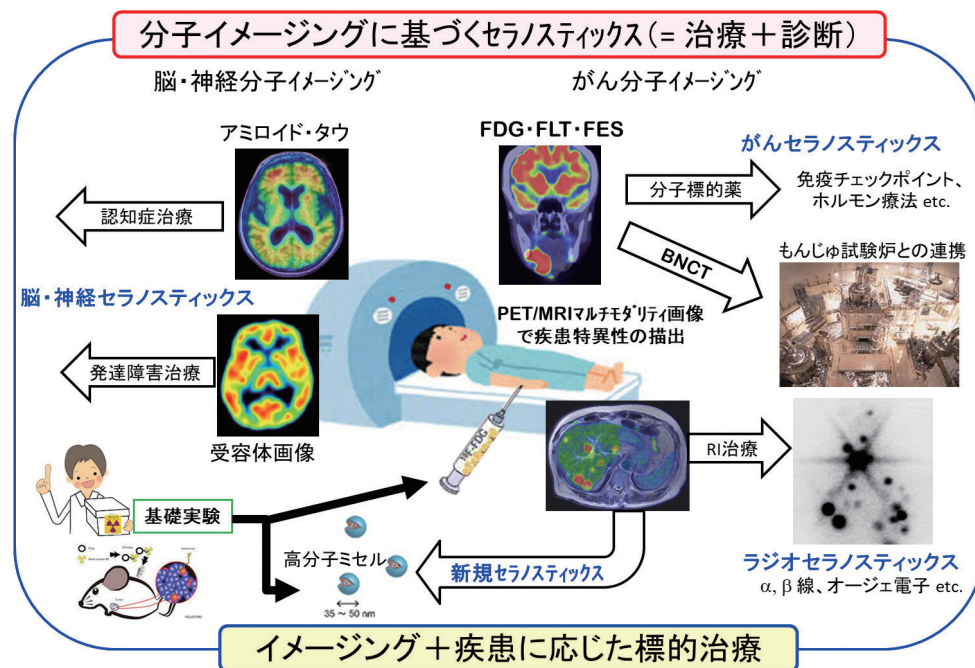 分子イメージングに基づくセラノスティックス(= 治療+診断)
脳・神経分子イメージング
がん分子イメージング
アミロイド・タウ
認知症治療
脳・神経セラノスティックス
発達障害治療
受容体画像
FDG・FLT・FES
分子標的薬
がんセラノスティックス
免疫チェックポイント、
ホルモン療法 etc.
BNCT
もんじゅ試験炉との連携
PET/MRIマルチモダリティ画像
で疾患特異性の描出
18F-FDG
RI治療
ラジオセラノスティックス
α, β 線、オージェ電子 etc.
基礎実験
高分子ミセル
35 ~ 50 nm
新規セラノスティックス
イメージング+疾患に応じた標的治療